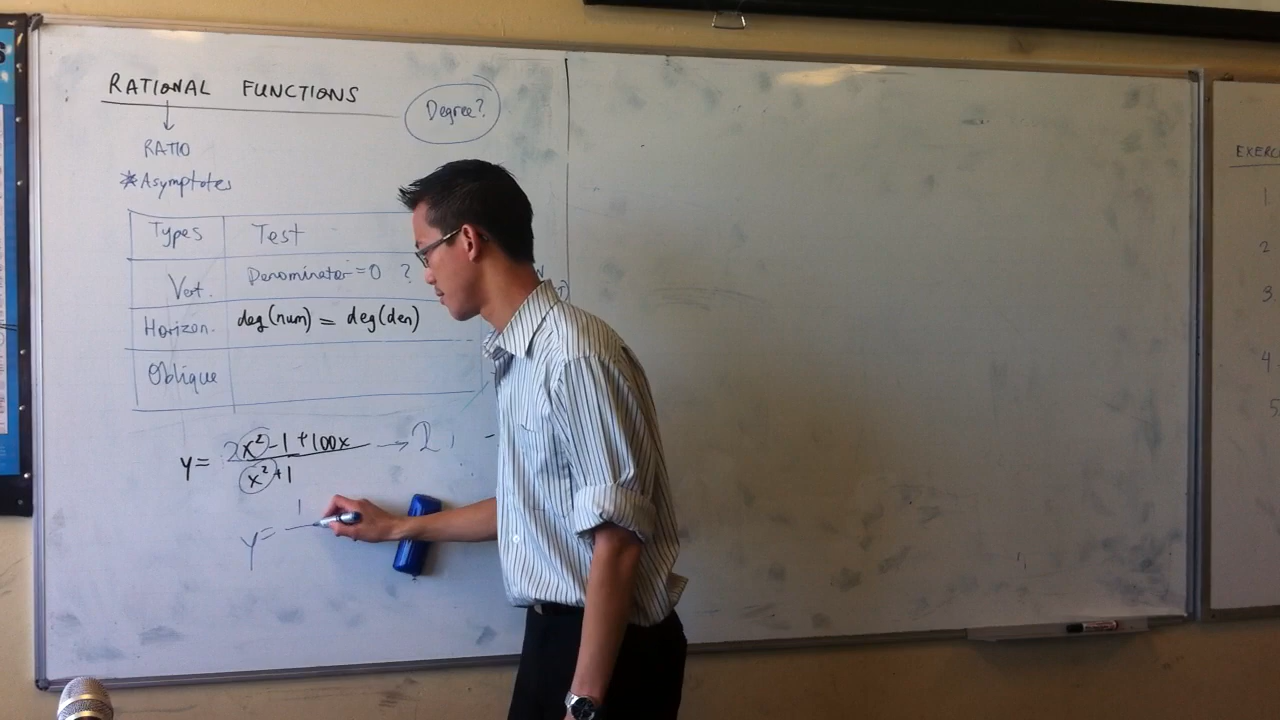 RATIONAL FUNCTIONS
Degree?
RATIO
*Asymptotes
Types Test
Vert. Denominator = 0 ?
Horizon. deg(num) = deg(den)
Oblique
y = 2x²-1+100x → 2
x²+1
y = 1
EXERC
1.
2.
3.
4.
5